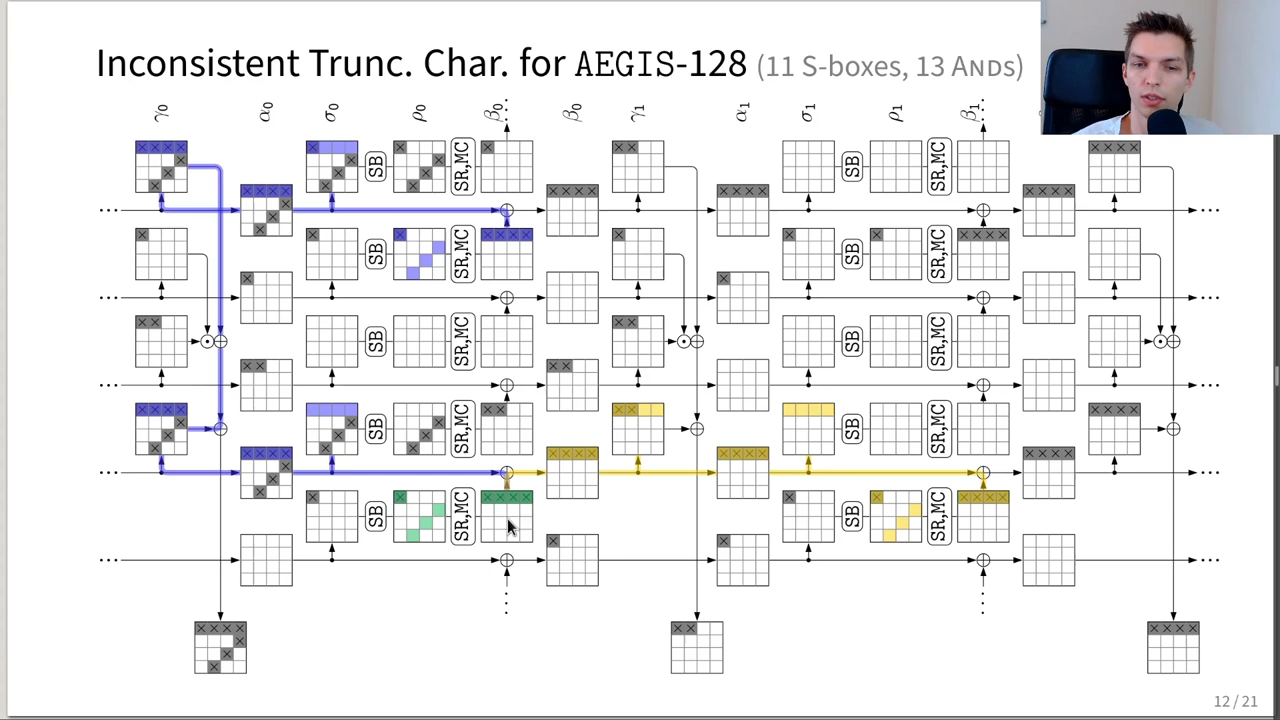 Inconsistent Trunc. Char. for AEGIS-128 (11 S-boxes, 13 ANDS)
γ₀ α₀ σ₀ ρ₀ β₀ β₀ γ₁ α₁ σ₁ ρ₁ β₁
SB SR,MC SB SR,MC
SB SR,MC SB SR,MC
SB SR,MC SB SR,MC
SB SR,MC SB SR,MC
SB SR,MC SB SR,MC
12 / 21